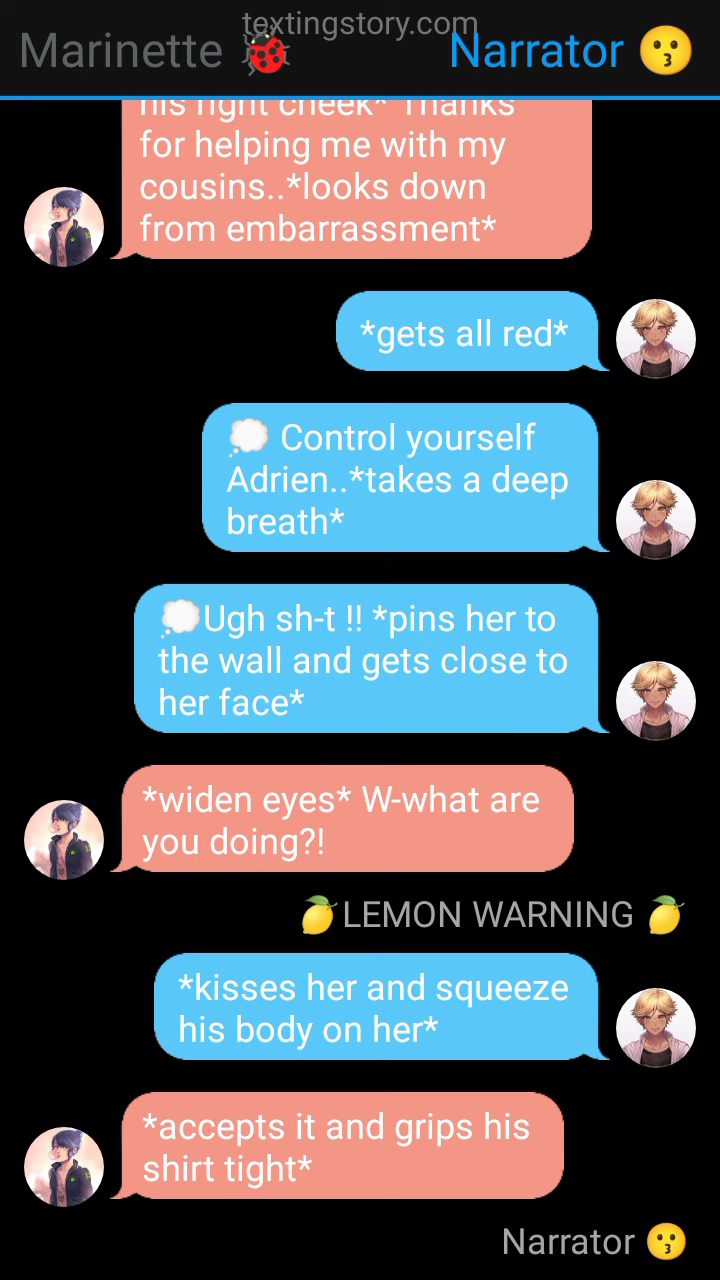 textingstory.com
Marinette 🐞 Narrator 😗
his right cheek* Thanks
for helping me with my
cousins..*looks down
from embarrassment*
*gets all red*
💭 Control yourself
Adrien..*takes a deep
breath*
💭Ugh sh-t !! *pins her to
the wall and gets close to
her face*
*widen eyes* W-what are
you doing?!
🍋LEMON WARNING 🍋
*kisses her and squeeze
his body on her*
*accepts it and grips his
shirt tight*
Narrator 😗